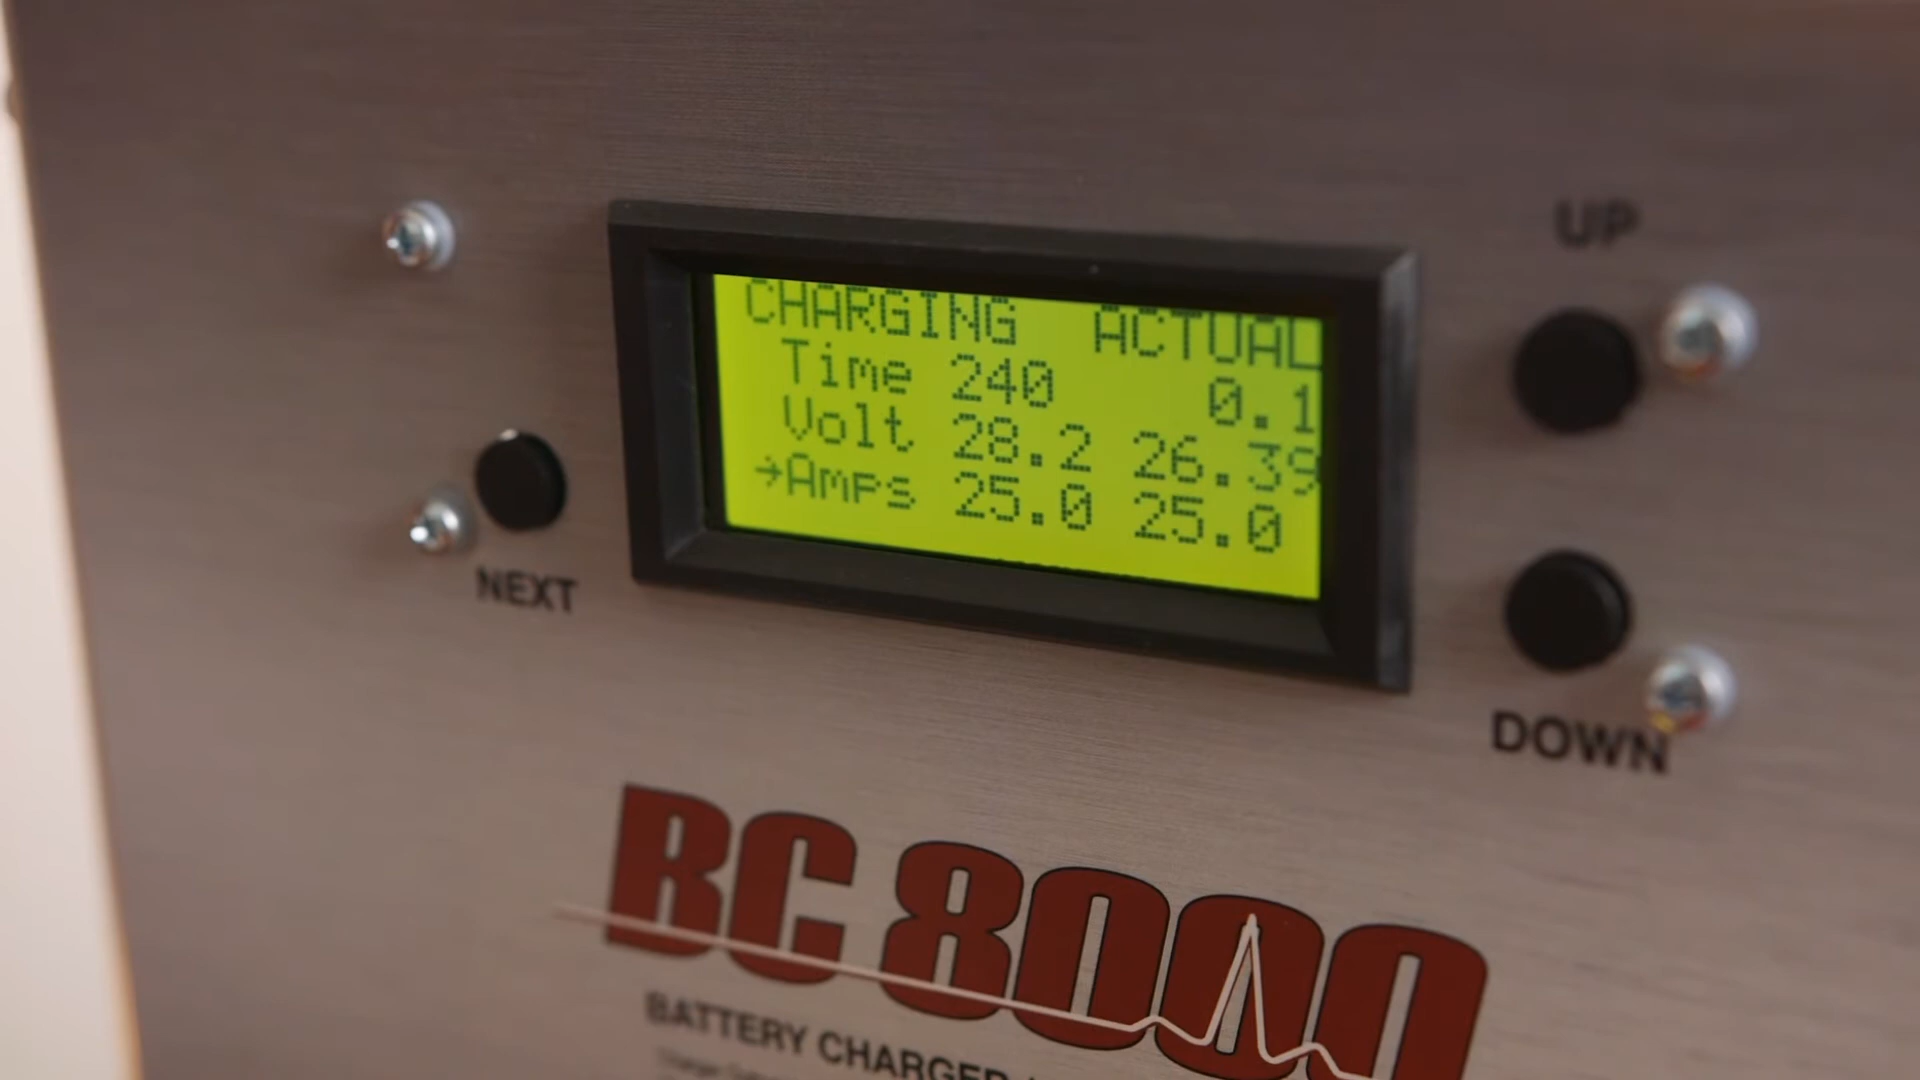 UP
CHARGING ACTUAL
Time 240 0.1
Volt 28.2 26.39
→Amps 25.0 25.0
NEXT
DOWN
BC 8000
BATTERY CHARGER